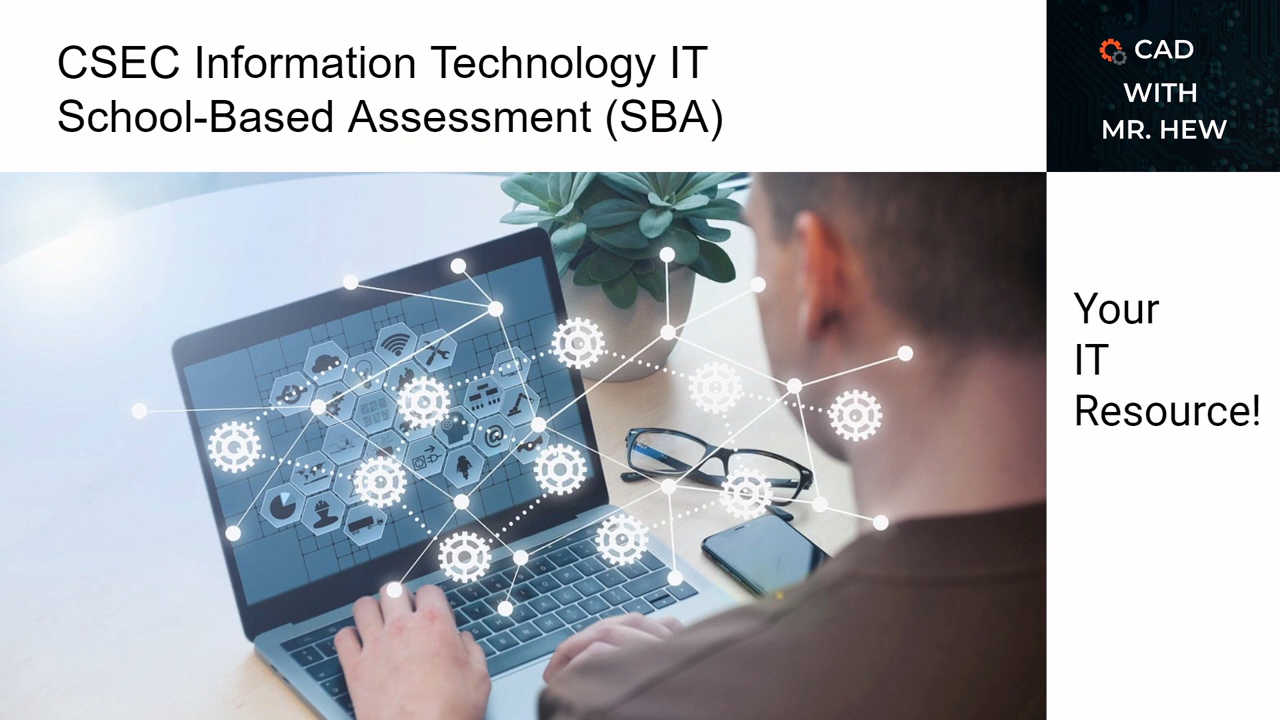 CSEC Information Technology IT
School-Based Assessment (SBA)
CAD
WITH
MR. HEW
Your
IT
Resource!
@